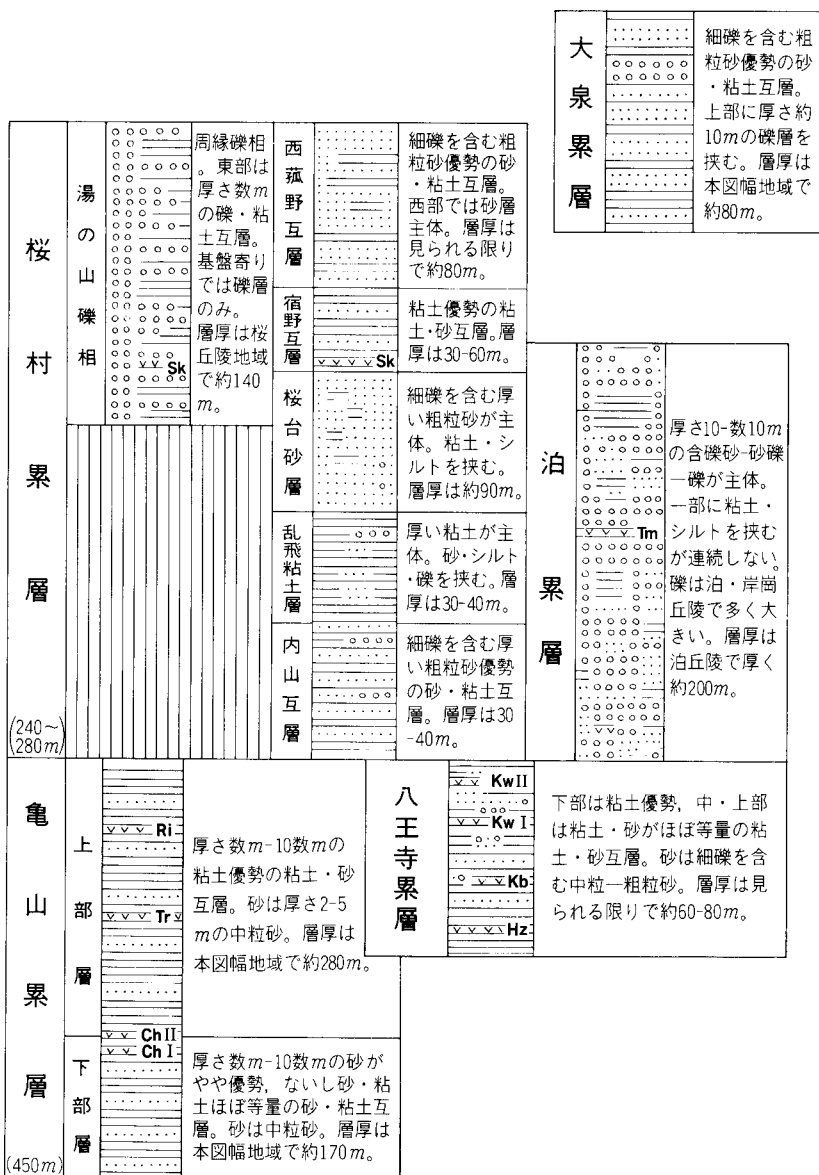 大泉累層
細礫を含む粗
粒砂優勢の砂
・粘土互層。
上部に厚さ約
10mの礫層を
挟む。層厚は
本図幅地域で
約80m。
桜村累層
(240~
280m)
湯の山礫相
Sk
周縁礫相
。東部は
厚さ数m
の礫・粘
土互層。
基盤寄り
では礫層
のみ。
層厚は桜
丘陵地域
で約140
m。
西菰野互層
細礫を含む粗
粒砂優勢の砂
・粘土互層。
西部では砂層
主体。層厚は
見られる限り
で約80m。
宿野互層
Sk
粘土優勢の粘
土・砂互層。層
厚は30-60m。
桜台砂層
細礫を含む厚
い粗粒砂が主
体。粘土・シ
ルトを挟む。
層厚は約90m。
乱飛粘土層
厚い粘土が主
体。砂・シルト
・礫を挟む。層
厚は30-40m。
内山互層
細礫を含む厚
い粗粒砂優勢
の砂・粘土互
層。層厚は30
-40m。
泊累層
Tm
厚さ10-数10m
の含礫砂-砂礫
-礫が主体。
一部に粘土・
シルトを挟む
が連続しない。
礫は泊・岸岡
丘陵で多く大
きい。層厚は
泊丘陵で厚く
約200m。
亀山累層
(450m)
上部層
Ri
Tr
Ch II
Ch I
厚さ数m-10数mの
粘土優勢の粘土・砂
互層。砂は厚さ2-5
mの中粒砂。層厚は
本図幅地域で約280m。
下部層
厚さ数m-10数mの砂が
やや優勢，ないし砂・粘
土ほぼ等量の砂・粘土互
層。砂は中粒砂。層厚は
本図幅地域で約170m。
八王寺累層
Kw II
Kw I
Kb
Hz
下部は粘土優勢，中・上部
は粘土・砂がほぼ等量の粘
土・砂互層。砂は細礫を含
む中粒-粗粒砂。層厚は見
られる限りで約60-80m。